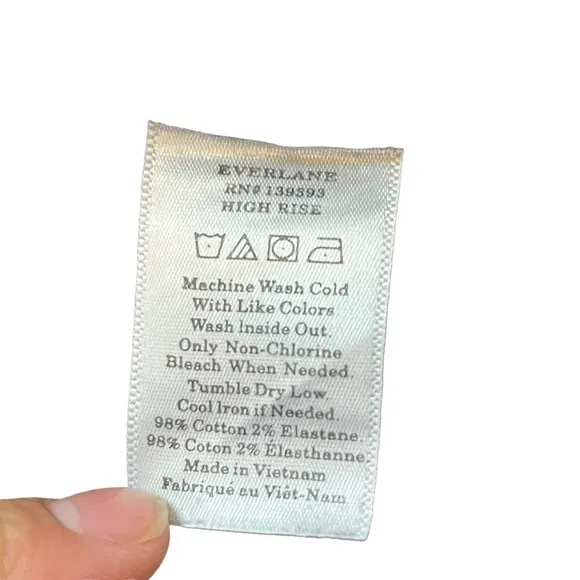 EVERLANE
RN# 139393
HIGH RISE
Machine Wash Cold
With Like Colors
Wash Inside Out.
Only Non-Chlorine
Bleach When Needed.
Tumble Dry Low.
Cool Iron if Needed.
98% Cotton 2% Elastane.
98% Coton 2% Élasthanne
Made in Vietnam
Fabriqué au Viêt-Nam